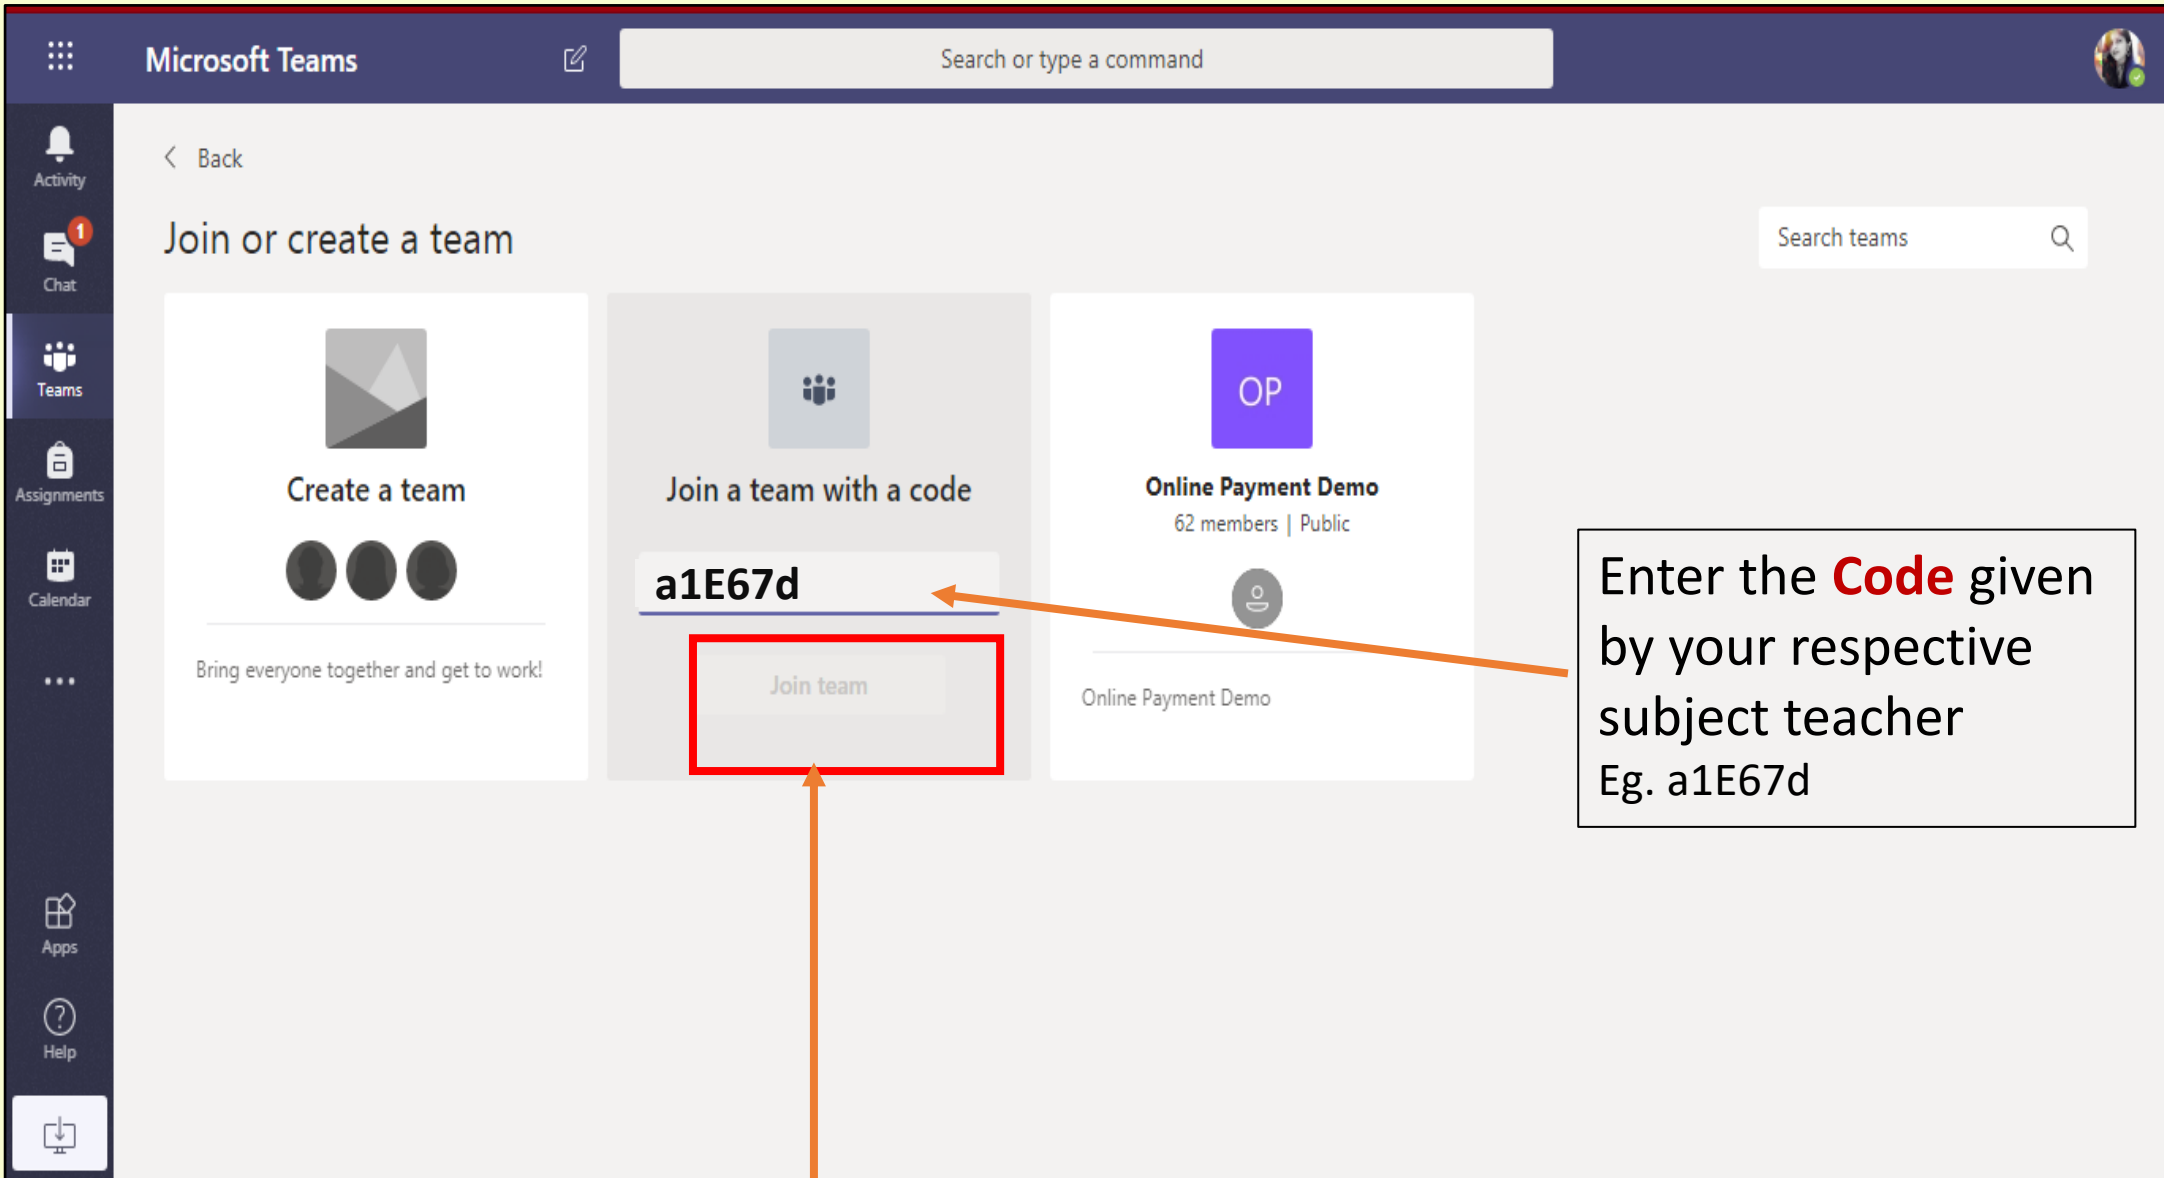 Microsoft Teams
Search or type a command
Activity
1
Chat
Teams
Assignments
Calendar
Apps
Help
Back
Join or create a team
Search teams
Create a team
Bring everyone together and get to work!
Join a team with a code
a1E67d
Join team
OP
Online Payment Demo
62 members | Public
Online Payment Demo
Enter the Code given
by your respective
subject teacher
Eg. a1E67d